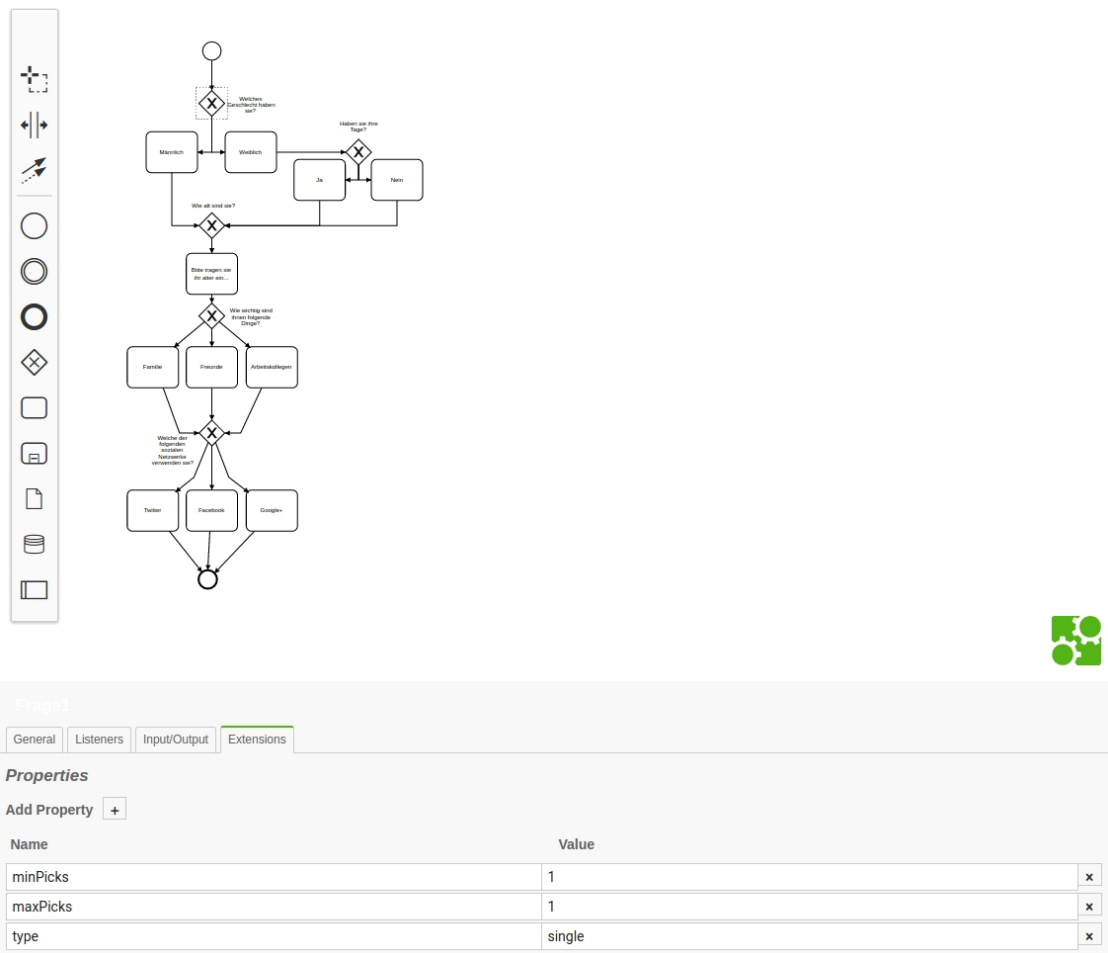 Welches
Geschlecht haben
sie?
Haben sie ihre
Tage?
Männlich
Weiblich
Ja
Nein
Wie alt sind sie?
Bitte tragen sie
ihr alter ein...
Wie wichtig sind
ihnen folgende
Dinge?
Familie
Freunde
Arbeitskollegen
Welche der
folgenden
sozialen
Netzwerke
verwenden sie?
Twitter
Facebook
Google+
Frage1
General
Listeners
Input/Output
Extensions
Properties
Add Property +
Name Value
minPicks 1 x
maxPicks 1 x
type single x